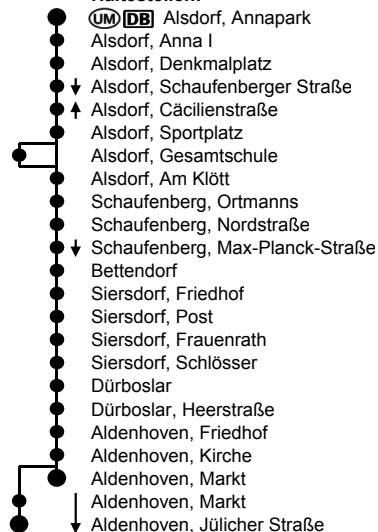 UM DB Alsdorf, Annapark
Alsdorf, Anna I
Alsdorf, Denkmalplatz
Alsdorf, Schaufenberger Straße
Alsdorf, Cäcilienstraße
Alsdorf, Sportplatz
Alsdorf, Gesamtschule
Alsdorf, Am Klött
Schaufenberg, Ortmanns
Schaufenberg, Nordstraße
Schaufenberg, Max-Planck-Straße
Bettendorf
Siersdorf, Friedhof
Siersdorf, Post
Siersdorf, Frauenrath
Siersdorf, Schlösser
Dürboslar
Dürboslar, Heerstraße
Aldenhoven, Friedhof
Aldenhoven, Kirche
Aldenhoven, Markt
Aldenhoven, Markt
Aldenhoven, Jülicher Straße